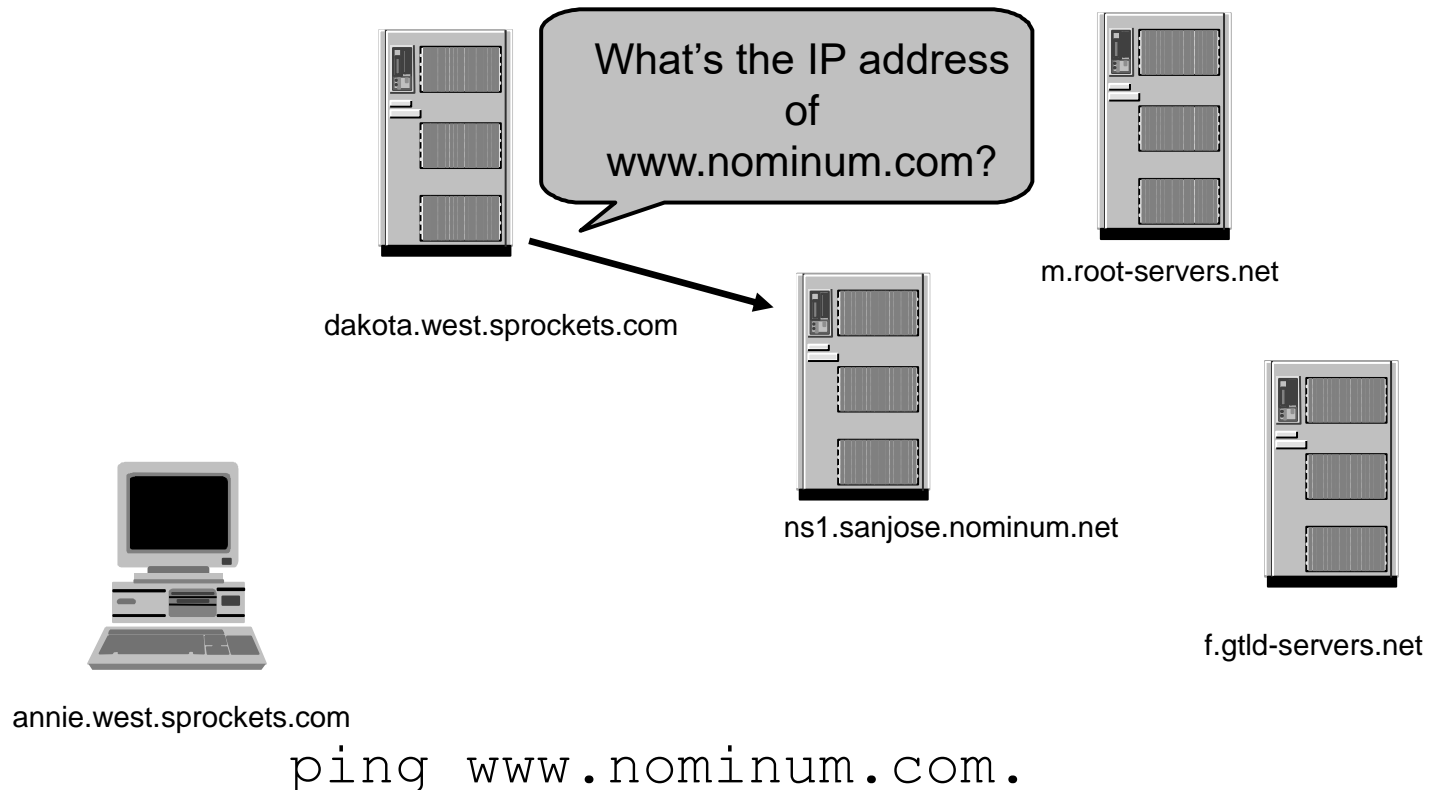 What’s the IP address
of
www.nominum.com?
m.root-servers.net
dakota.west.sprockets.com
ns1.sanjose.nominum.net
f.gtld-servers.net
annie.west.sprockets.com
ping www.nominum.com.